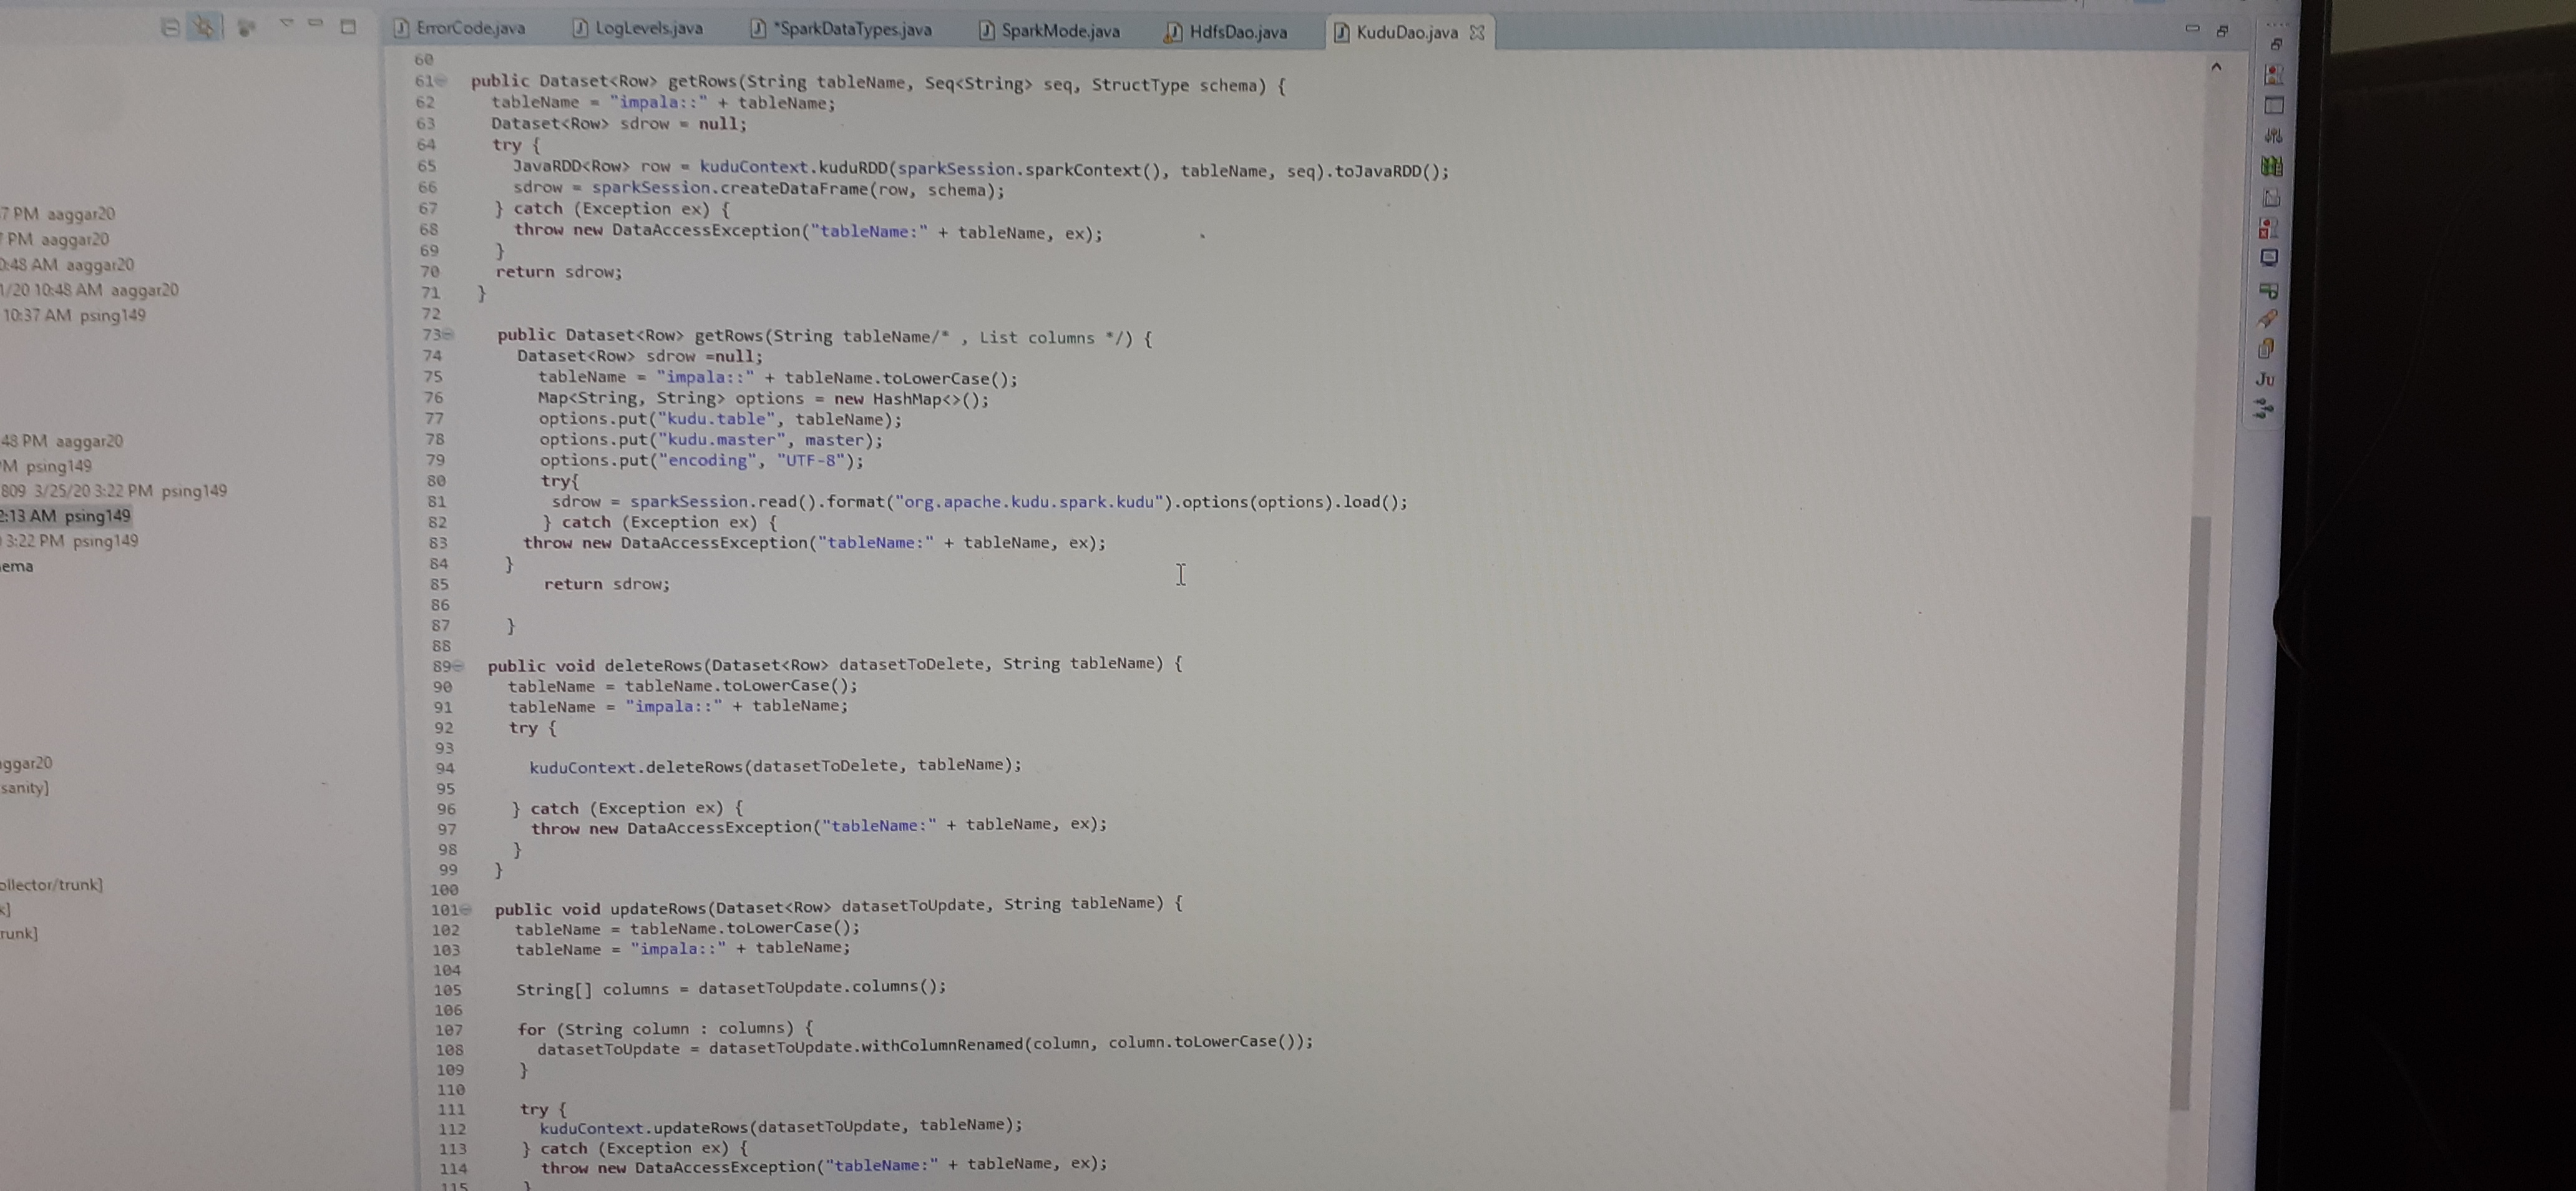 ErrorCode.java
LogLevels.java
*SparkDataTypes.java
SparkMode.java
HdfsDao.java
KuduDao.java
7 PM aaggar20
PM aaggar20
0:48 AM aaggar20
1/20 10:48 AM aaggar20
10:37 AM psing149
48 PM aaggar20
PM psing149
809 3/25/20 3:22 PM psing149
2:13 AM psing149
3:22 PM psing149
ema
ggar20
sanity]
ollector/trunk]
k]
runk]
60
61 public Dataset<Row> getRows(String tableName, Seq<String> seq, StructType schema) {
62 tableName = "impala::" + tableName;
63 Dataset<Row> sdrow = null;
64 try {
65 JavaRDD<Row> row = kuduContext.kuduRDD(sparkSession.sparkContext(), tableName, seq).toJavaRDD();
66 sdrow = sparkSession.createDataFrame(row, schema);
67 } catch (Exception ex) {
68 throw new DataAccessException("tableName:" + tableName, ex);
69 }
70 return sdrow;
71 }
72
73 public Dataset<Row> getRows(String tableName/* , List columns */) {
74 Dataset<Row> sdrow =null;
75 tableName = "impala::" + tableName.toLowerCase();
76 Map<String, String> options = new HashMap<>();
77 options.put("kudu.table", tableName);
78 options.put("kudu.master", master);
79 options.put("encoding", "UTF-8");
80 try{
81 sdrow = sparkSession.read().format("org.apache.kudu.spark.kudu").options(options).load();
82 } catch (Exception ex) {
83 throw new DataAccessException("tableName:" + tableName, ex);
84 }
85 return sdrow;
86
87 }
88
89 public void deleteRows(Dataset<Row> datasetToDelete, String tableName) {
90 tableName = tableName.toLowerCase();
91 tableName = "impala::" + tableName;
92 try {
93
94 kuduContext.deleteRows(datasetToDelete, tableName);
95
96 } catch (Exception ex) {
97 throw new DataAccessException("tableName:" + tableName, ex);
98 }
99 }
100
101 public void updateRows(Dataset<Row> datasetToUpdate, String tableName) {
102 tableName = tableName.toLowerCase();
103 tableName = "impala::" + tableName;
104
105 String[] columns = datasetToUpdate.columns();
106
107 for (String column : columns) {
108 datasetToUpdate = datasetToUpdate.withColumnRenamed(column, column.toLowerCase());
109 }
110
111 try {
112 kuduContext.updateRows(datasetToUpdate, tableName);
113 } catch (Exception ex) {
114 throw new DataAccessException("tableName:" + tableName, ex);
115 }
Ju